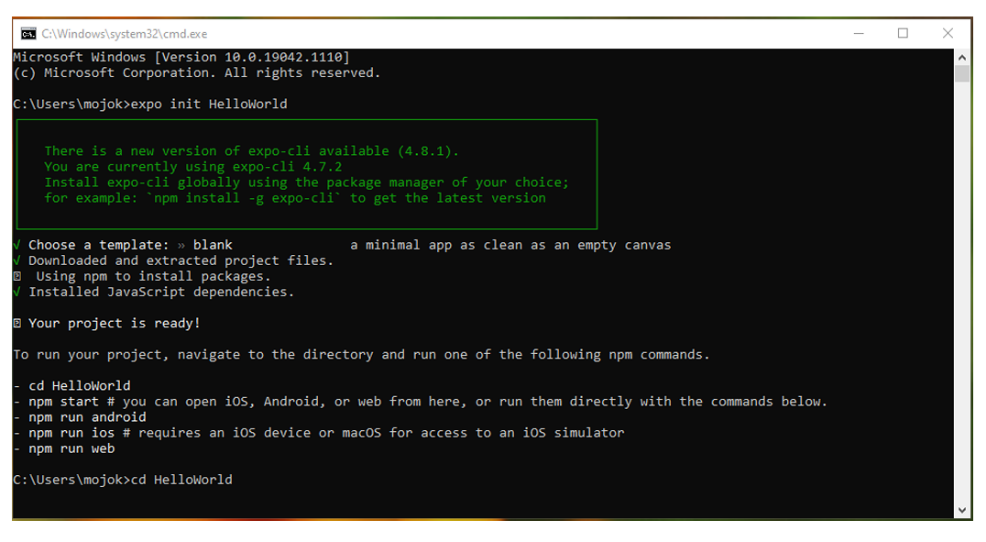 C:\Windows\system32\cmd.exe
Microsoft Windows [Version 10.0.19042.1110]
(c) Microsoft Corporation. All rights reserved.
C:\Users\mojok>expo init HelloWorld
There is a new version of expo-cli available (4.8.1).
You are currently using expo-cli 4.7.2
Install expo-cli globally using the package manager of your choice;
for example: `npm install -g expo-cli` to get the latest version
√ Choose a template: » blank a minimal app as clean as an empty canvas
√ Downloaded and extracted project files.
Using npm to install packages.
√ Installed JavaScript dependencies.
Your project is ready!
To run your project, navigate to the directory and run one of the following npm commands.
- cd HelloWorld
- npm start # you can open iOS, Android, or web from here, or run them directly with the commands below.
- npm run android
- npm run ios # requires an iOS device or macOS for access to an iOS simulator
- npm run web
C:\Users\mojok>cd HelloWorld